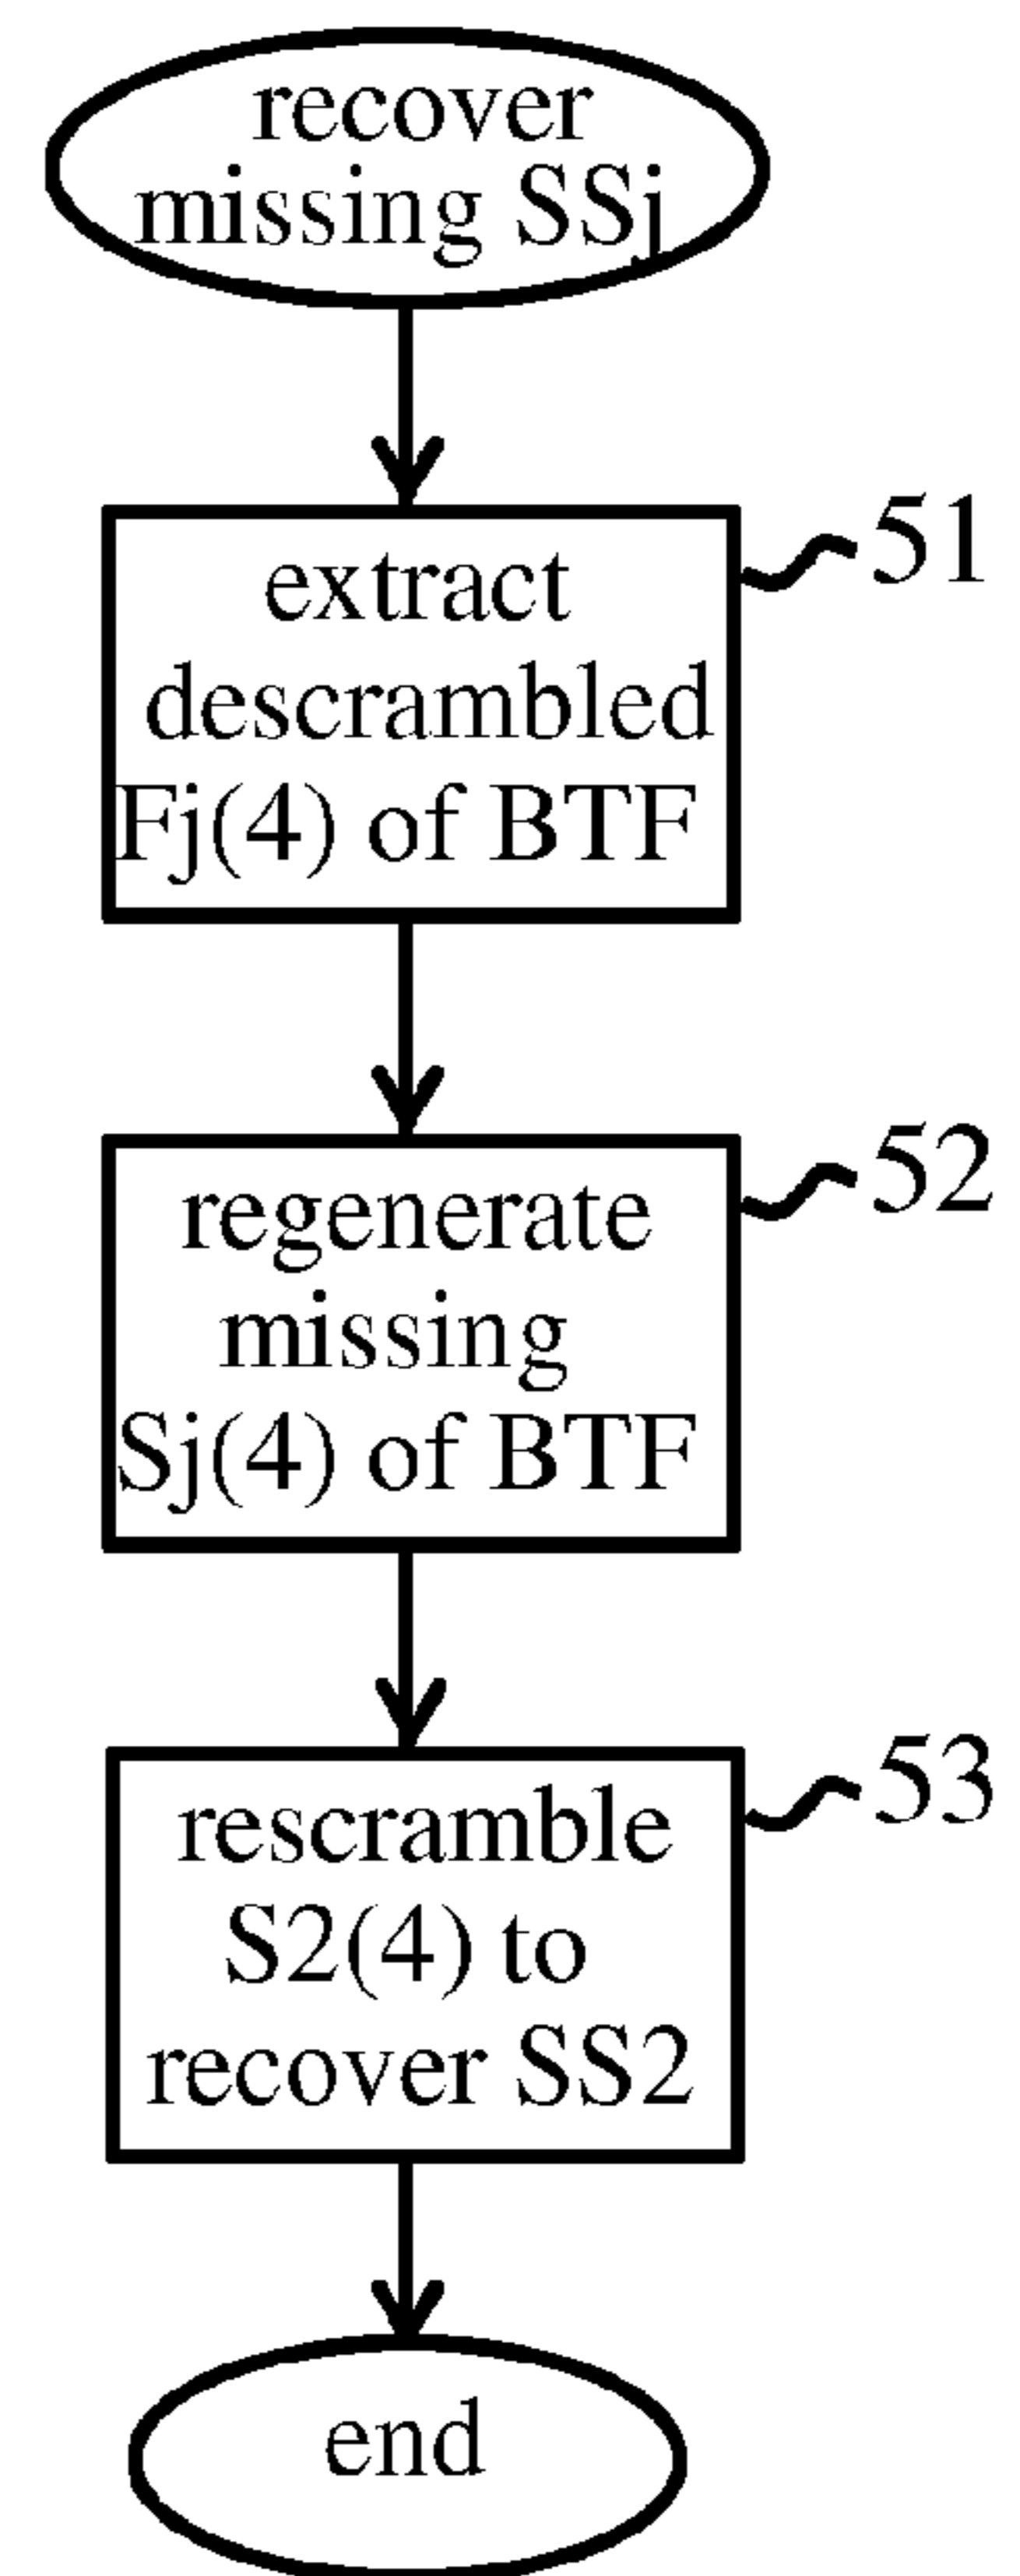 recover
missing SSj
51
extract
descrambled
Fj(4) of BTF
52
regenerate
missing
Sj(4) of BTF
53
rescramble
S2(4) to
recover SS2
end